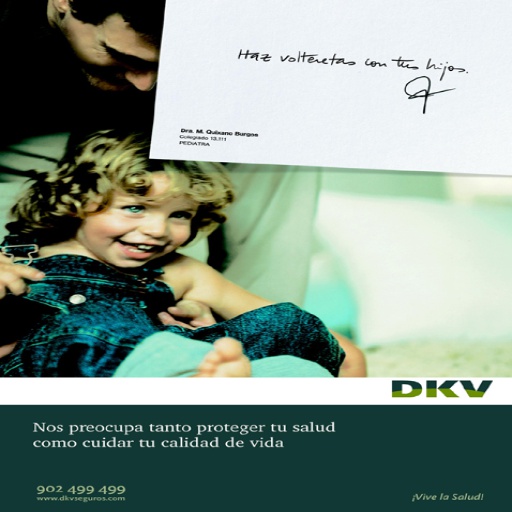 Haz volteretas con tus hijos.
Dra. M. Quixano Burgos
Colegiado 13.111
PEDIATRA
DKV
Nos preocupa tanto proteger tu salud
como cuidar tu calidad de vida
902 499 499
www.dkvseguros.com
¡Vive la Salud!